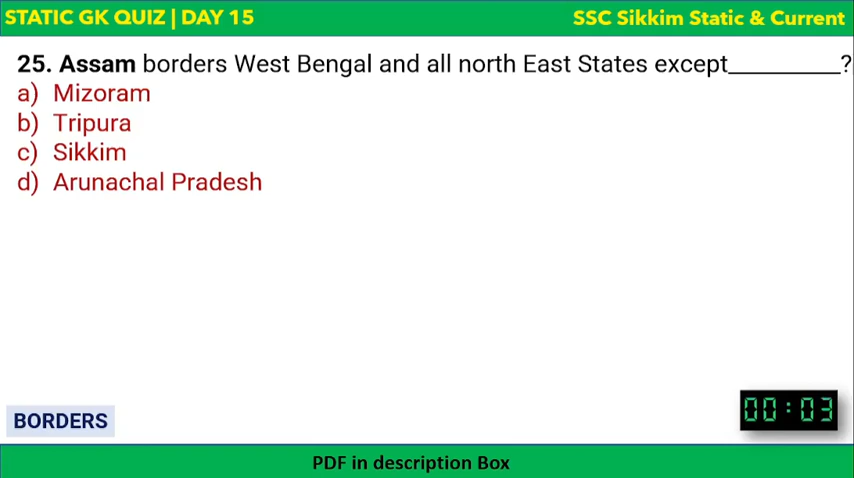 STATIC GK QUIZ | DAY 15
SSC Sikkim Static & Current
25. Assam borders West Bengal and all north East States except__________?
a) Mizoram
b) Tripura
c) Sikkim
d) Arunachal Pradesh
00:03
BORDERS
PDF in description Box